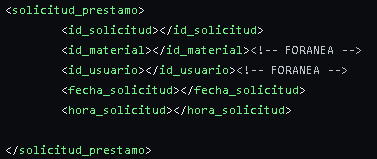 <solicitud_prestamo>
<id_solicitud></id_solicitud>
<id_material></id_material><!-- FORANEA -->
<id_usuario></id_usuario><!-- FORANEA -->
<fecha_solicitud></fecha_solicitud>
<hora_solicitud></hora_solicitud>
</solicitud_prestamo>